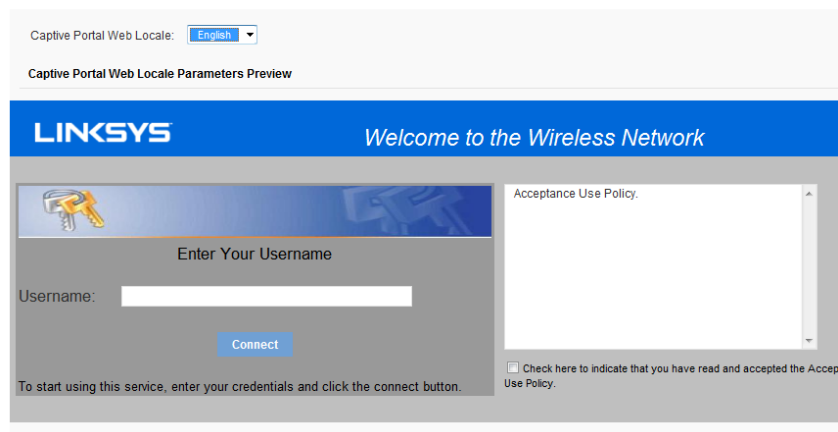 Captive Portal Web Locale: English
Captive Portal Web Locale Parameters Preview
LINKSYS Welcome to the Wireless Network
Enter Your Username
Username:
Connect
To start using this service, enter your credentials and click the connect button.
Acceptance Use Policy.
Check here to indicate that you have read and accepted the Accep
Use Policy.